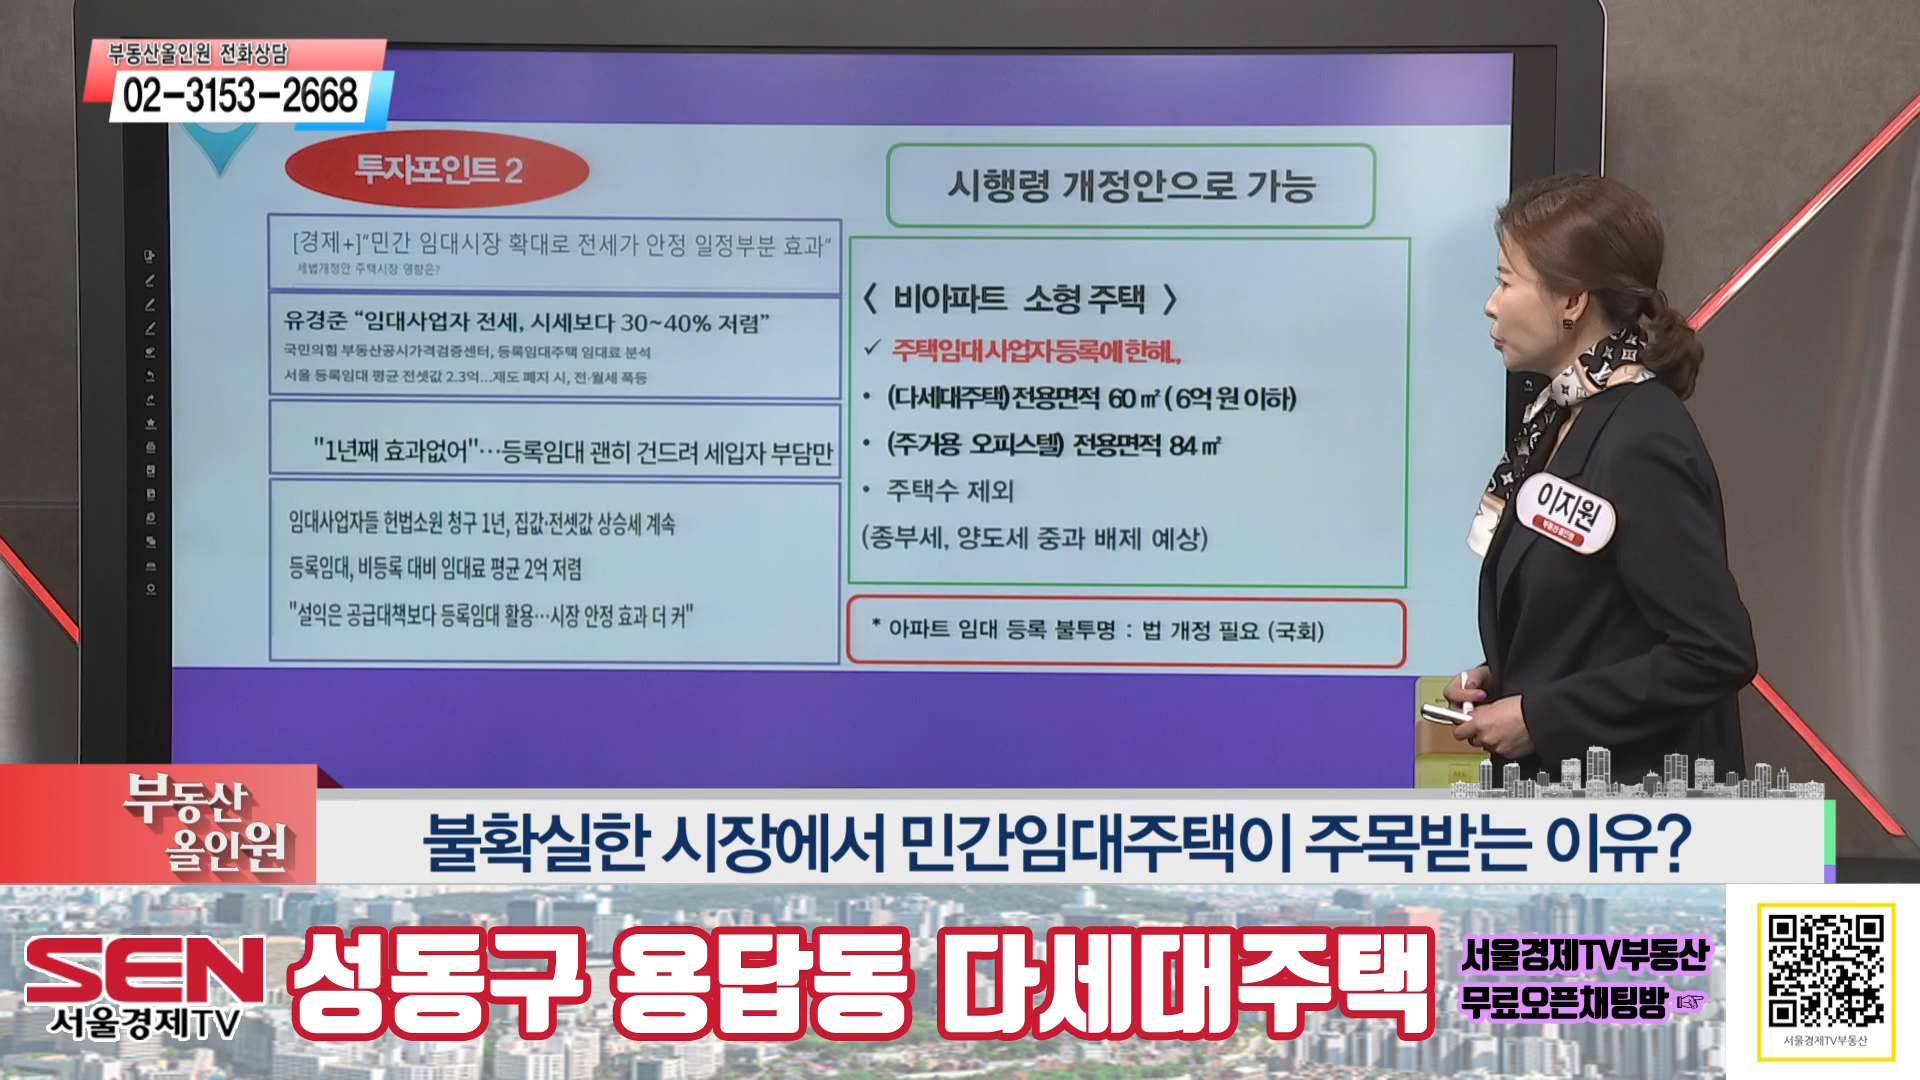 부동산올인원 전화상담
02-3153-2668
투자포인트 2
[경제+]"민간 임대시장 확대로 전세가 안정 일정부분 효과"
세법개정안 주택시장 영향은?
유경준 “임대사업자 전세, 시세보다 30~40% 저렴”
국민의힘 부동산공시가격검증센터, 등록임대주택 임대료 분석
서울 등록임대 평균 전셋값 2.3억...제도 폐지 시, 전·월세 폭등
"1년째 효과없어"…등록임대 괜히 건드려 세입자 부담만
임대사업자들 헌법소원 청구 1년, 집값·전셋값 상승세 계속
등록임대, 비등록 대비 임대료 평균 2억 저렴
"설익은 공급대책보다 등록임대 활용…시장 안정 효과 더 커"
시행령 개정안으로 가능
< 비아파트 소형 주택 >
✓ 주택임대사업자등록에 한해.,
• (다세대주택) 전용면적 60㎡ ( 6억 원 이하)
• (주거용 오피스텔) 전용면적 84㎡
• 주택수 제외
(종부세, 양도세 중과 배제 예상)
* 아파트 임대 등록 불투명 : 법 개정 필요 (국회)
이지원
부동산 올인원
부동산
올인원
불확실한 시장에서 민간임대주택이 주목받는 이유?
SEN
서울경제TV
성동구 용답동 다세대주택
서울경제TV부동산
무료오픈채팅방☞
서울경제TV부동산